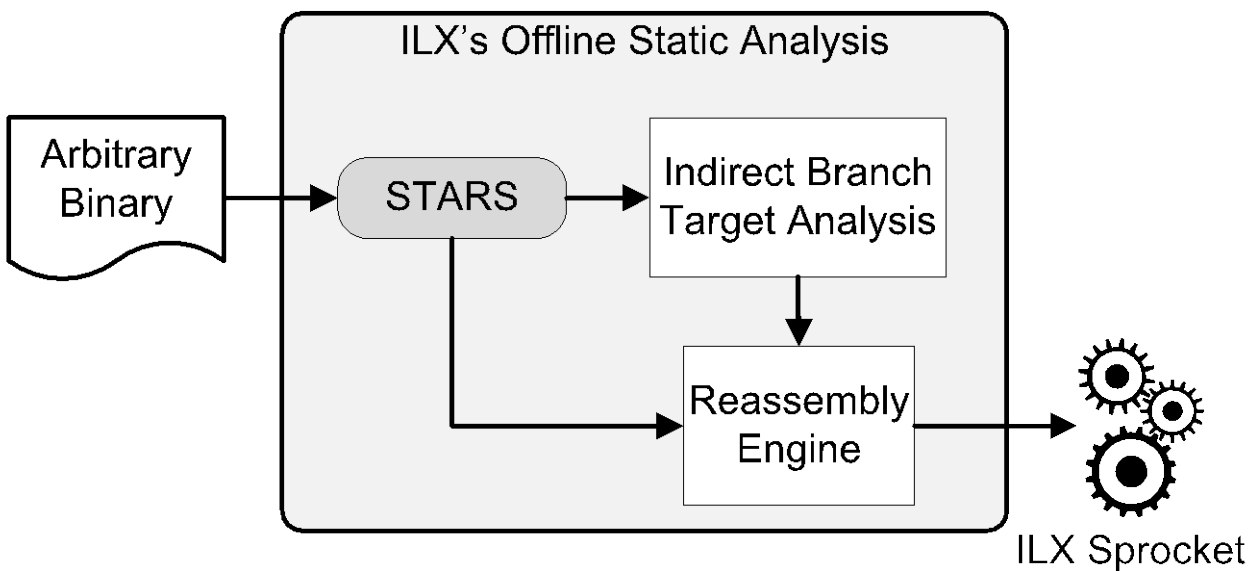 ILX's Offline Static Analysis
Arbitrary
Binary
STARS
Indirect Branch
Target Analysis
Reassembly
Engine
ILX Sprocket